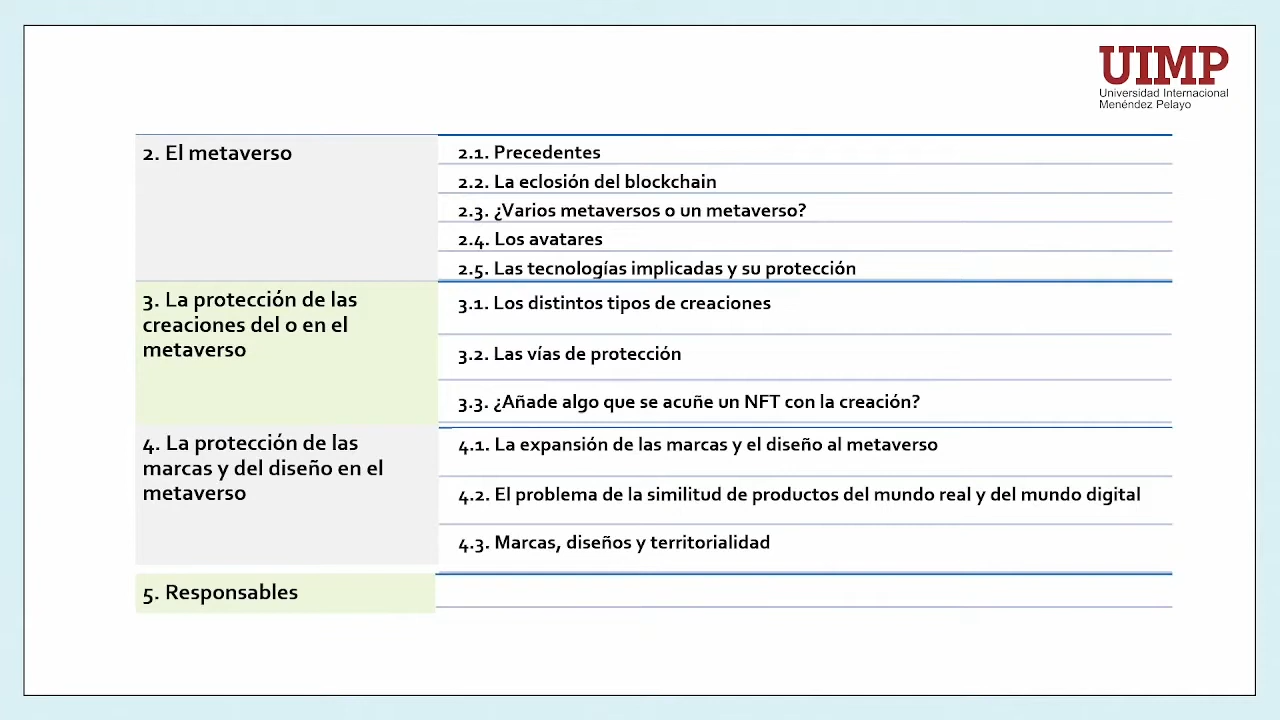 UIMP
Universidad Internacional
Menéndez Pelayo
2. El metaverso
2.1. Precedentes
2.2. La eclosión del blockchain
2.3. ¿Varios metaversos o un metaverso?
2.4. Los avatares
2.5. Las tecnologías implicadas y su protección
3. La protección de las
creaciones del o en el
metaverso
3.1. Los distintos tipos de creaciones
3.2. Las vías de protección
3.3. ¿Añade algo que se acuñe un NFT con la creación?
4. La protección de las
marcas y del diseño en el
metaverso
4.1. La expansión de las marcas y el diseño al metaverso
4.2. El problema de la similitud de productos del mundo real y del mundo digital
4.3. Marcas, diseños y territorialidad
5. Responsables